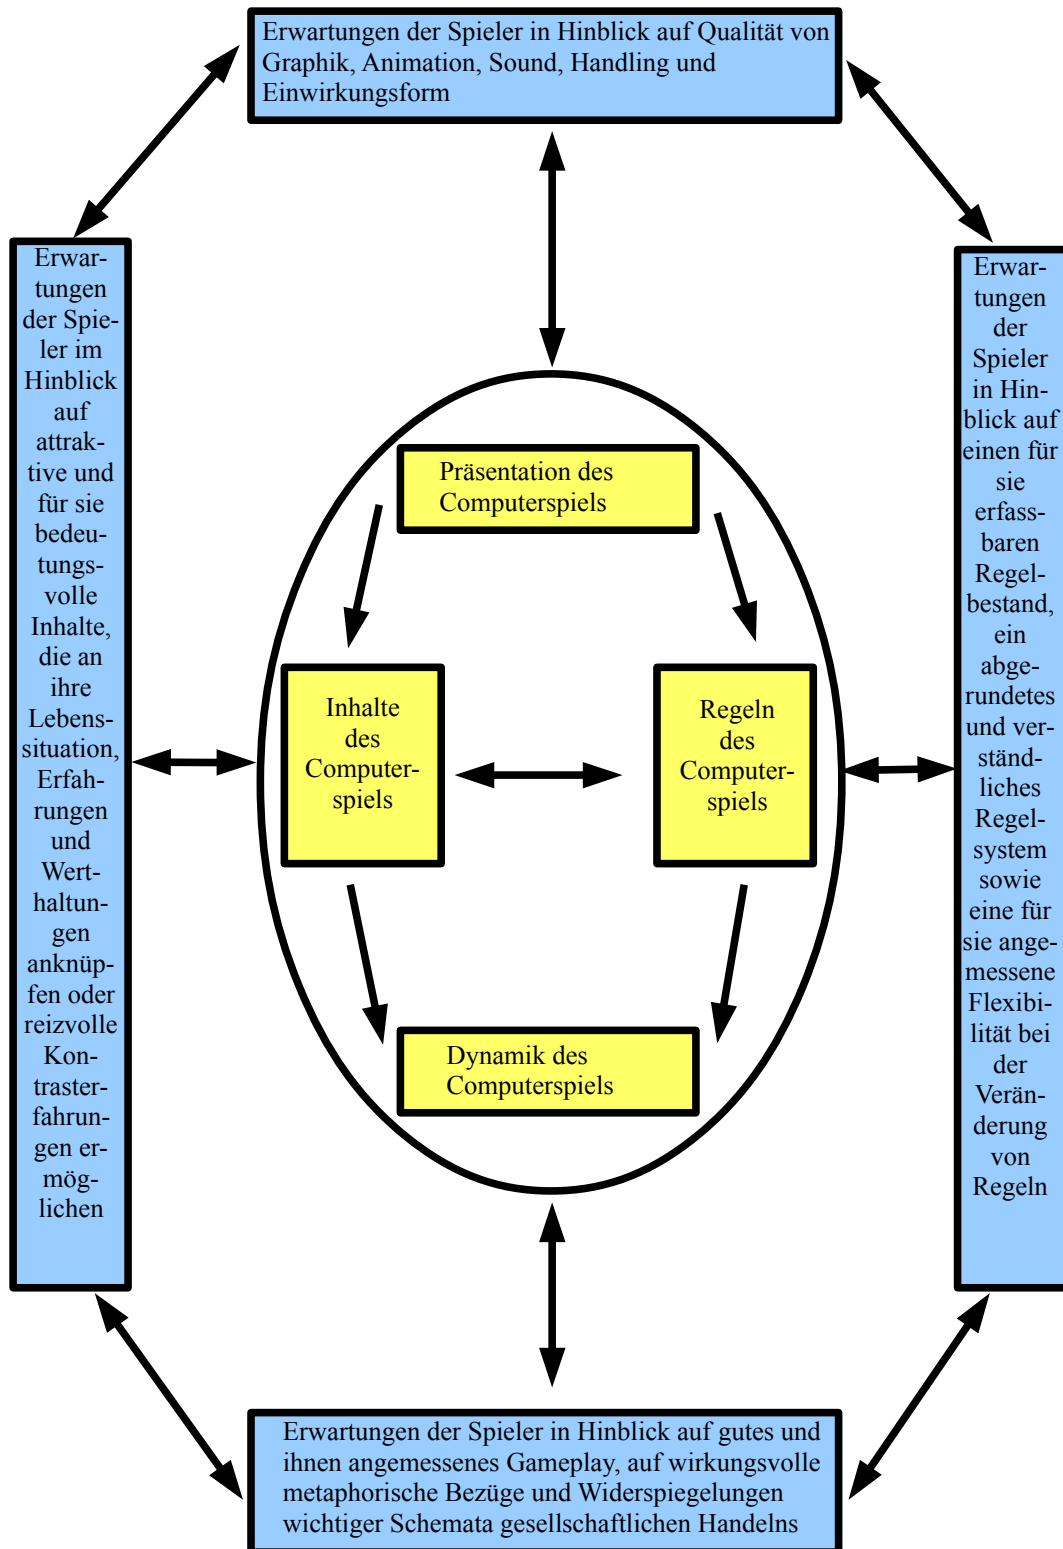 Erwartungen der Spieler in Hinblick auf Qualität von
Graphik, Animation, Sound, Handling und
Einwirkungsform
Erwar-
tungen
der Spie-
ler im
Hinblick
auf
attrak-
tive und
für sie
bedeu-
tungs-
volle
Inhalte,
die an
ihre
Lebens-
situation,
Erfah-
rungen
und
Wert-
haltun-
gen
anknüp-
fen oder
reizvolle
Kon-
traster-
fahrun-
gen er-
mög-
lichen
Präsentation des
Computerspiels
Inhalte
des
Computer-
spiels
Regeln
des
Computer-
spiels
Dynamik des
Computerspiels
Erwar-
tungen
der
Spieler
in Hin-
blick auf
einen für
sie
erfass-
baren
Regel-
bestand,
ein
abge-
rundetes
und ver-
ständ-
liches
Regel-
system
sowie
eine für
sie ange-
messene
Flexibi-
lität bei
der
Verän-
derung
von
Regeln
Erwartungen der Spieler in Hinblick auf gutes und
ihnen angemessenes Gameplay, auf wirkungsvolle
metaphorische Bezüge und Widerspiegelungen
wichtiger Schemata gesellschaftlichen Handelns